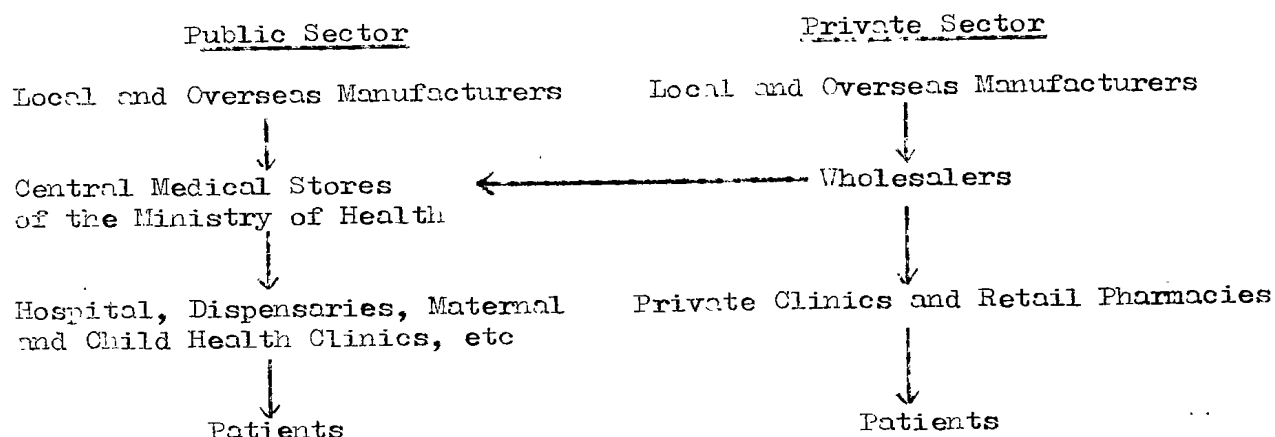 Public Sector
Local and Overseas Manufacturers
Central Medical Stores
of the Ministry of Health
Hospital, Dispensaries, Maternal
and Child Health Clinics, etc
Patients
Private Sector
Local and Overseas Manufacturers
Wholesalers
Private Clinics and Retail Pharmacies
Patients